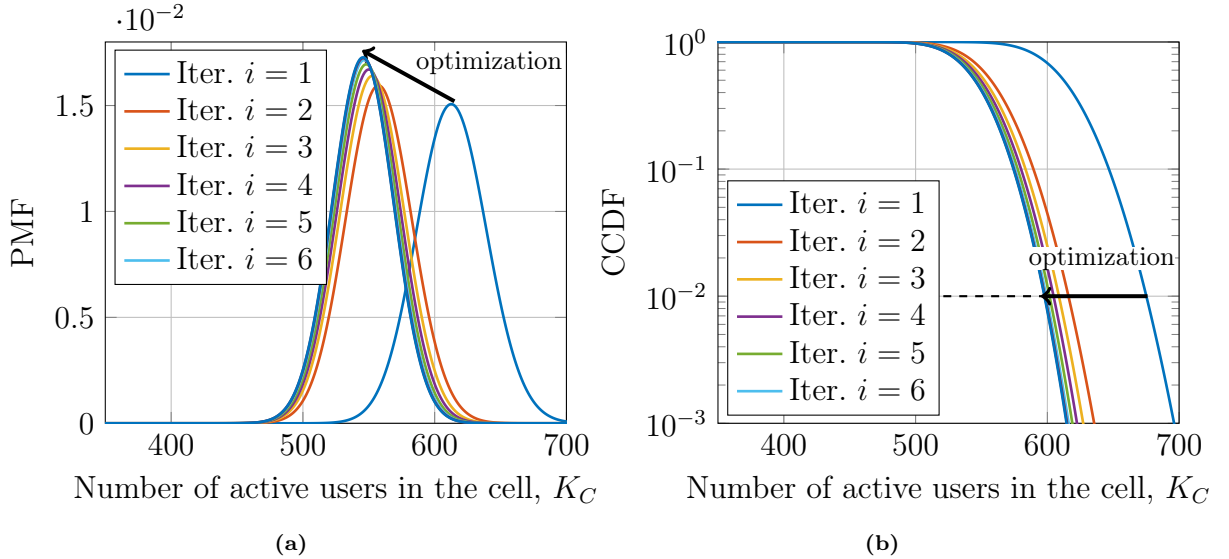 ·10⁻²
optimization
Iter. i = 1
Iter. i = 2
Iter. i = 3
Iter. i = 4
Iter. i = 5
Iter. i = 6
1.5
1
0.5
0
PMF
400
500
600
700
Number of active users in the cell, K_C
(a)
10⁰
10⁻¹
10⁻²
10⁻³
CCDF
Iter. i = 1
Iter. i = 2
Iter. i = 3
Iter. i = 4
Iter. i = 5
Iter. i = 6
optimization
400
500
600
700
Number of active users in the cell, K_C
(b)